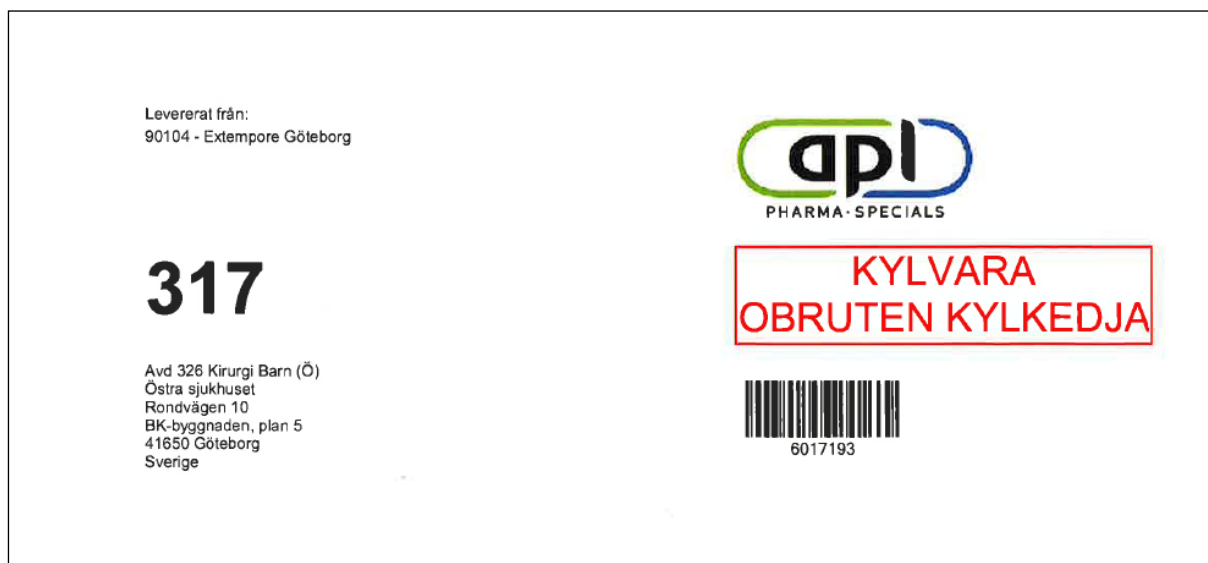 Levererat från:
90104 - Extempore Göteborg
apl
PHARMA-SPECIALS
317
KYLVARA
OBRUTEN KYLKEDJA
Avd 326 Kirurgi Barn (Ö)
Östra sjukhuset
Rondvägen 10
BK-byggnaden, plan 5
41650 Göteborg
Sverige
6017193